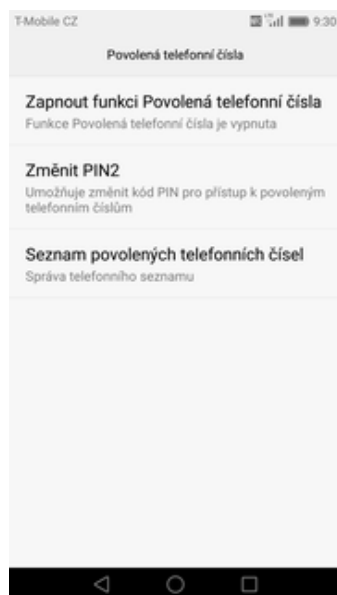 T-Mobile CZ 9:30
Povolená telefonní čísla
Zapnout funkci Povolená telefonní čísla
Funkce Povolená telefonní čísla je vypnuta
Změnit PIN2
Umožňuje změnit kód PIN pro přístup k povoleným
telefonním číslům
Seznam povolených telefonních čísel
Správa telefonního seznamu